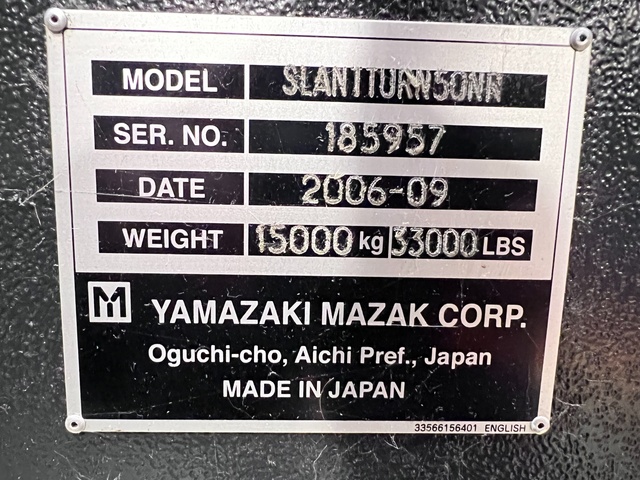 MODEL SLANTTURN50NN
SER. NO. 185957
DATE 2006-09
WEIGHT 15000 kg 33000 LBS
YAMAZAKI MAZAK CORP.
Oguchi-cho, Aichi Pref., Japan
MADE IN JAPAN
33566156401 ENGLISH